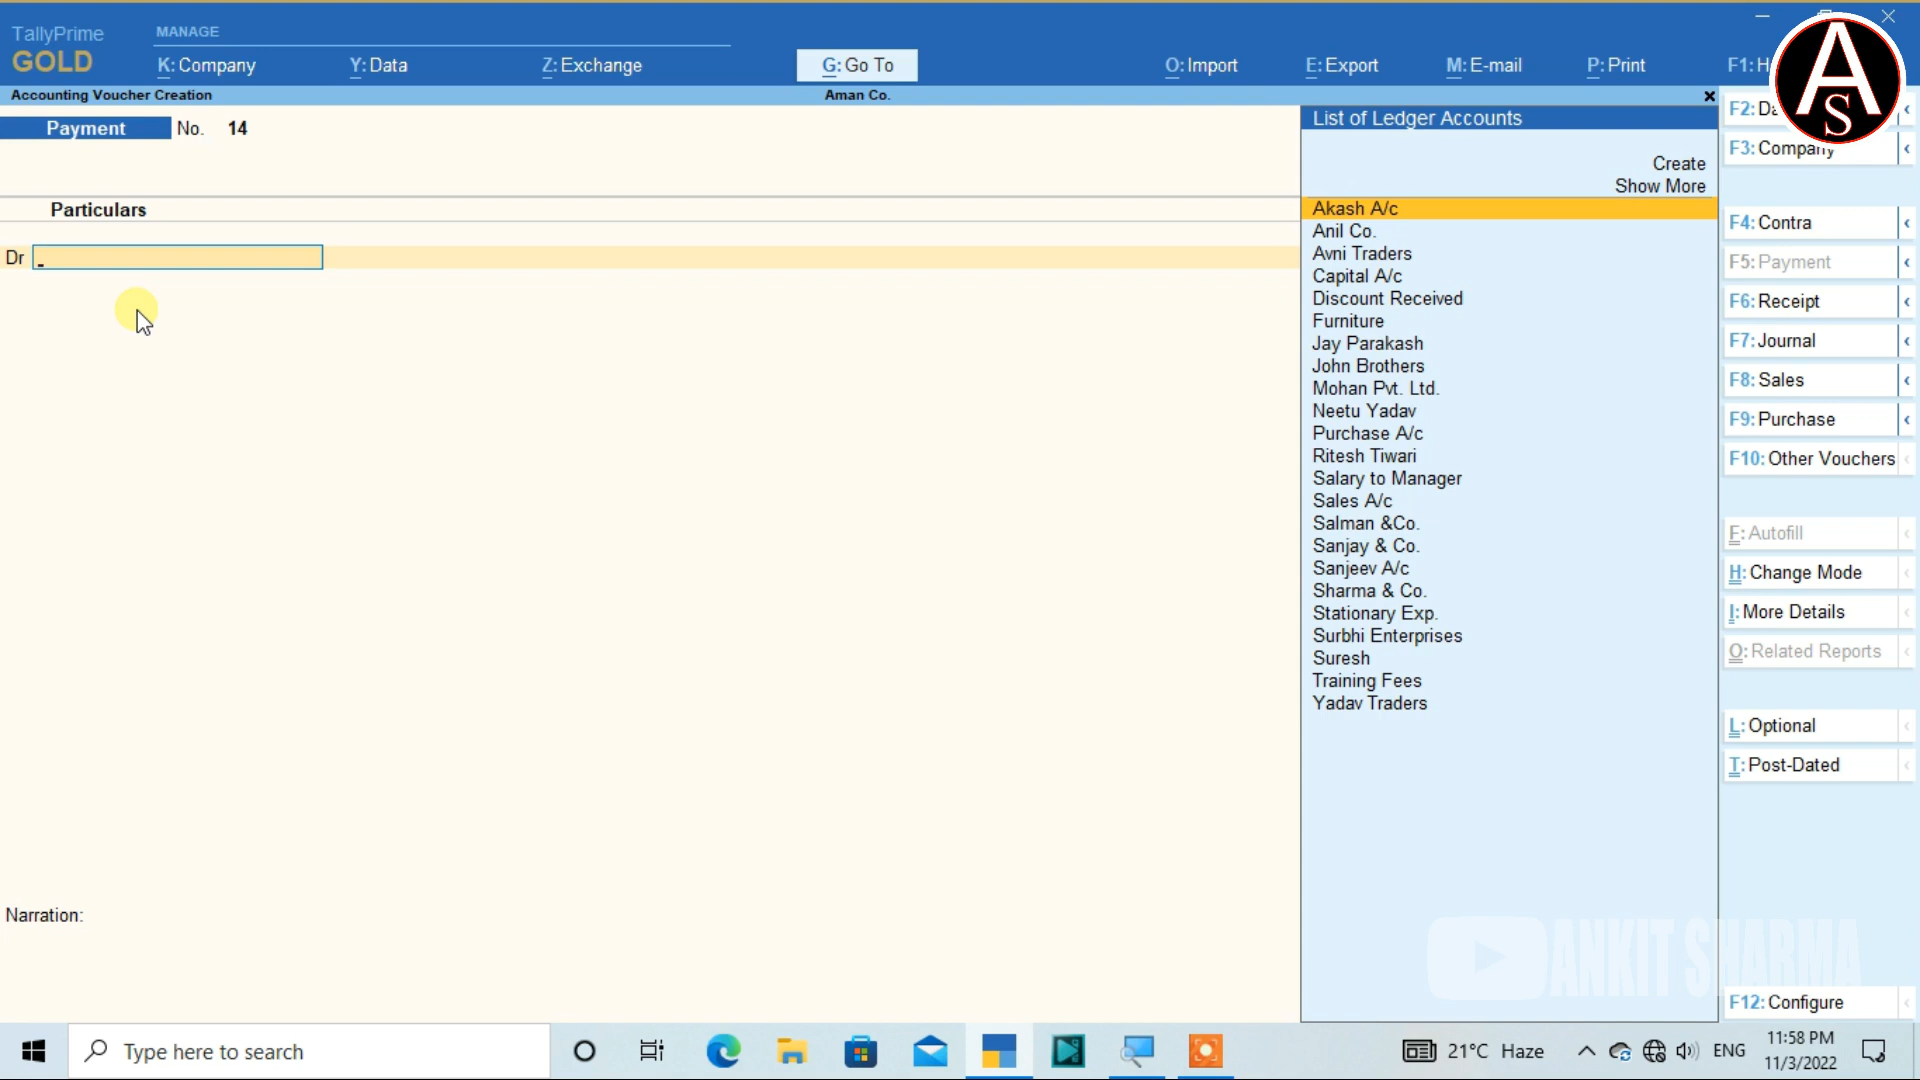 TallyPrime
GOLD
MANAGE
K: Company
Y: Data
Z: Exchange
G: Go To
O: Import
E: Export
M: E-mail
P: Print
F1: H
A
S
Accounting Voucher Creation
Aman Co.
Payment No. 14
Particulars
Dr
Narration:
List of Ledger Accounts
Create
Show More
Akash A/c
Anil Co.
Avni Traders
Capital A/c
Discount Received
Furniture
Jay Parakash
John Brothers
Mohan Pvt. Ltd.
Neetu Yadav
Purchase A/c
Ritesh Tiwari
Salary to Manager
Sales A/c
Salman &Co.
Sanjay & Co.
Sanjeev A/c
Sharma & Co.
Stationary Exp.
Surbhi Enterprises
Suresh
Training Fees
Yadav Traders
F2: Da
F3: Company
F4: Contra
F5: Payment
F6: Receipt
F7: Journal
F8: Sales
F9: Purchase
F10: Other Vouchers
F: Autofill
H: Change Mode
I: More Details
O: Related Reports
L: Optional
T: Post-Dated
ANKIT SHARMA
F12: Configure
Type here to search
21°C Haze
ENG
11:58 PM
11/3/2022